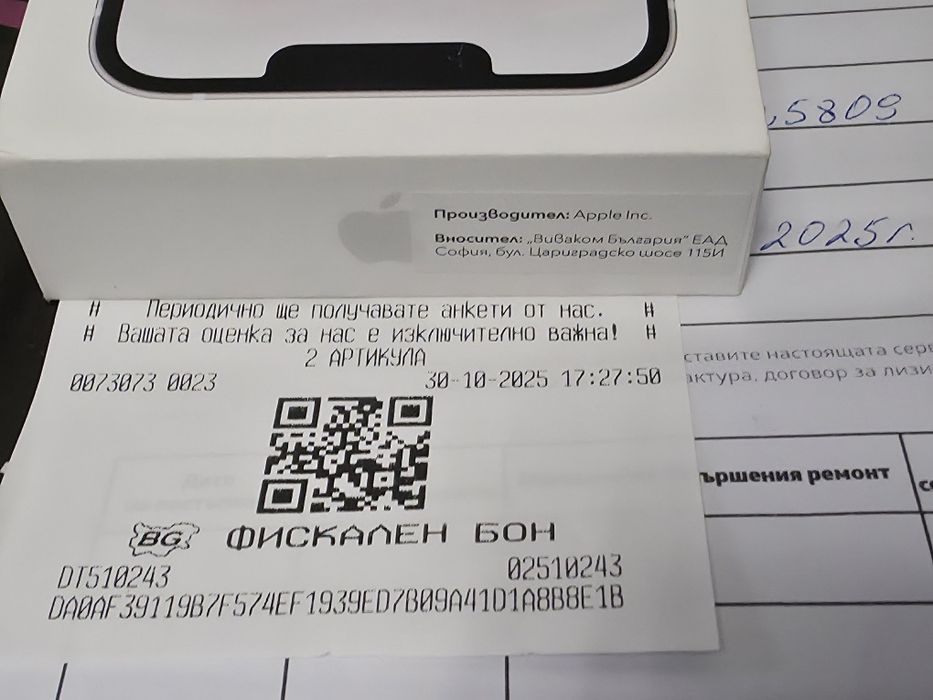 ,5809
Производител: Apple Inc.
Вносител: „Виваком България" ЕАД
София, бул. Цариградско шосе 115И
2025г.
# Периодично ще получавате анкети от нас. #
# Вашата оценка за нас е изключително важна! #
2 АРТИКУЛА
0073073 0023 30-10-2025 17:27:50
ставите настоящата серв
актура, договор за лизи
ършения ремонт
BG ФИСКАЛЕН БОН
DT510243 02510243
DA0AF39119B7F574EF1939ED7B09A41D1A8B8E1B